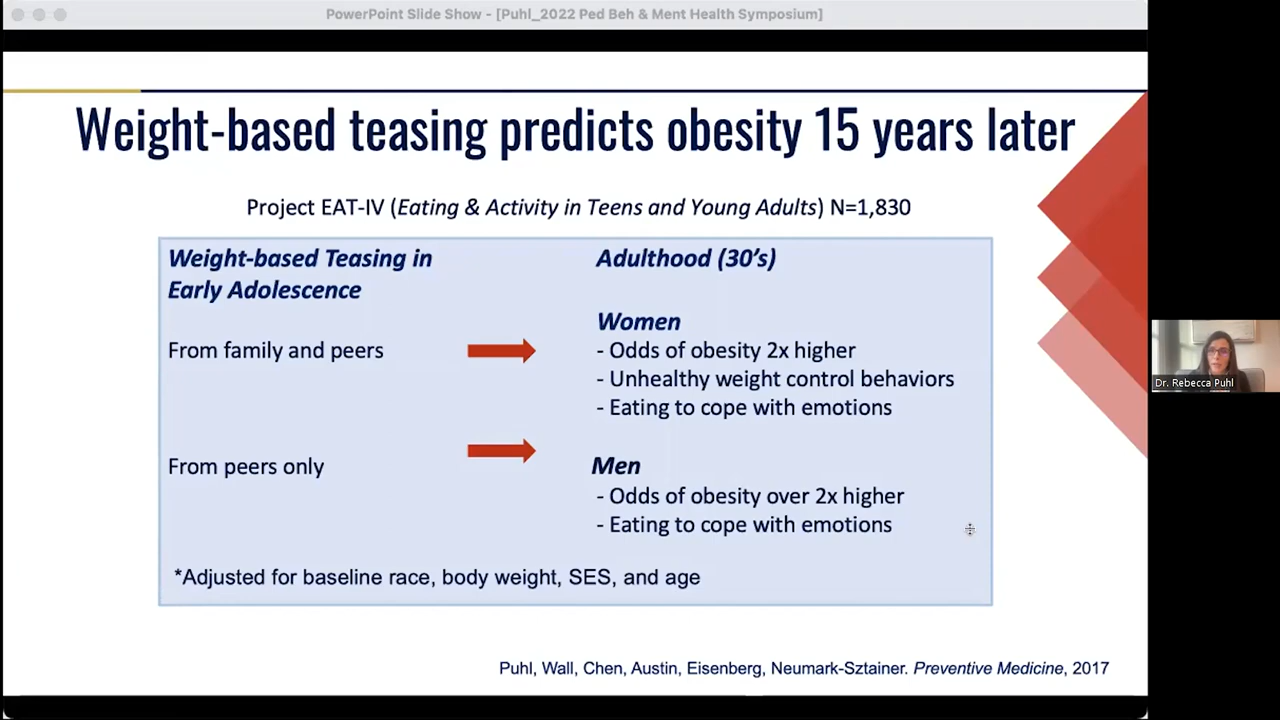 PowerPoint Slide Show - [Puhl_2022 Ped Beh & Ment Health Symposium]
Weight-based teasing predicts obesity 15 years later
Project EAT-IV (Eating & Activity in Teens and Young Adults) N=1,830
Weight-based Teasing in
Early Adolescence
From family and peers
From peers only
Adulthood (30's)
Women
- Odds of obesity 2x higher
- Unhealthy weight control behaviors
- Eating to cope with emotions
Men
- Odds of obesity over 2x higher
- Eating to cope with emotions
*Adjusted for baseline race, body weight, SES, and age
Puhl, Wall, Chen, Austin, Eisenberg, Neumark-Sztainer. Preventive Medicine, 2017
Dr. Rebecca Puhl